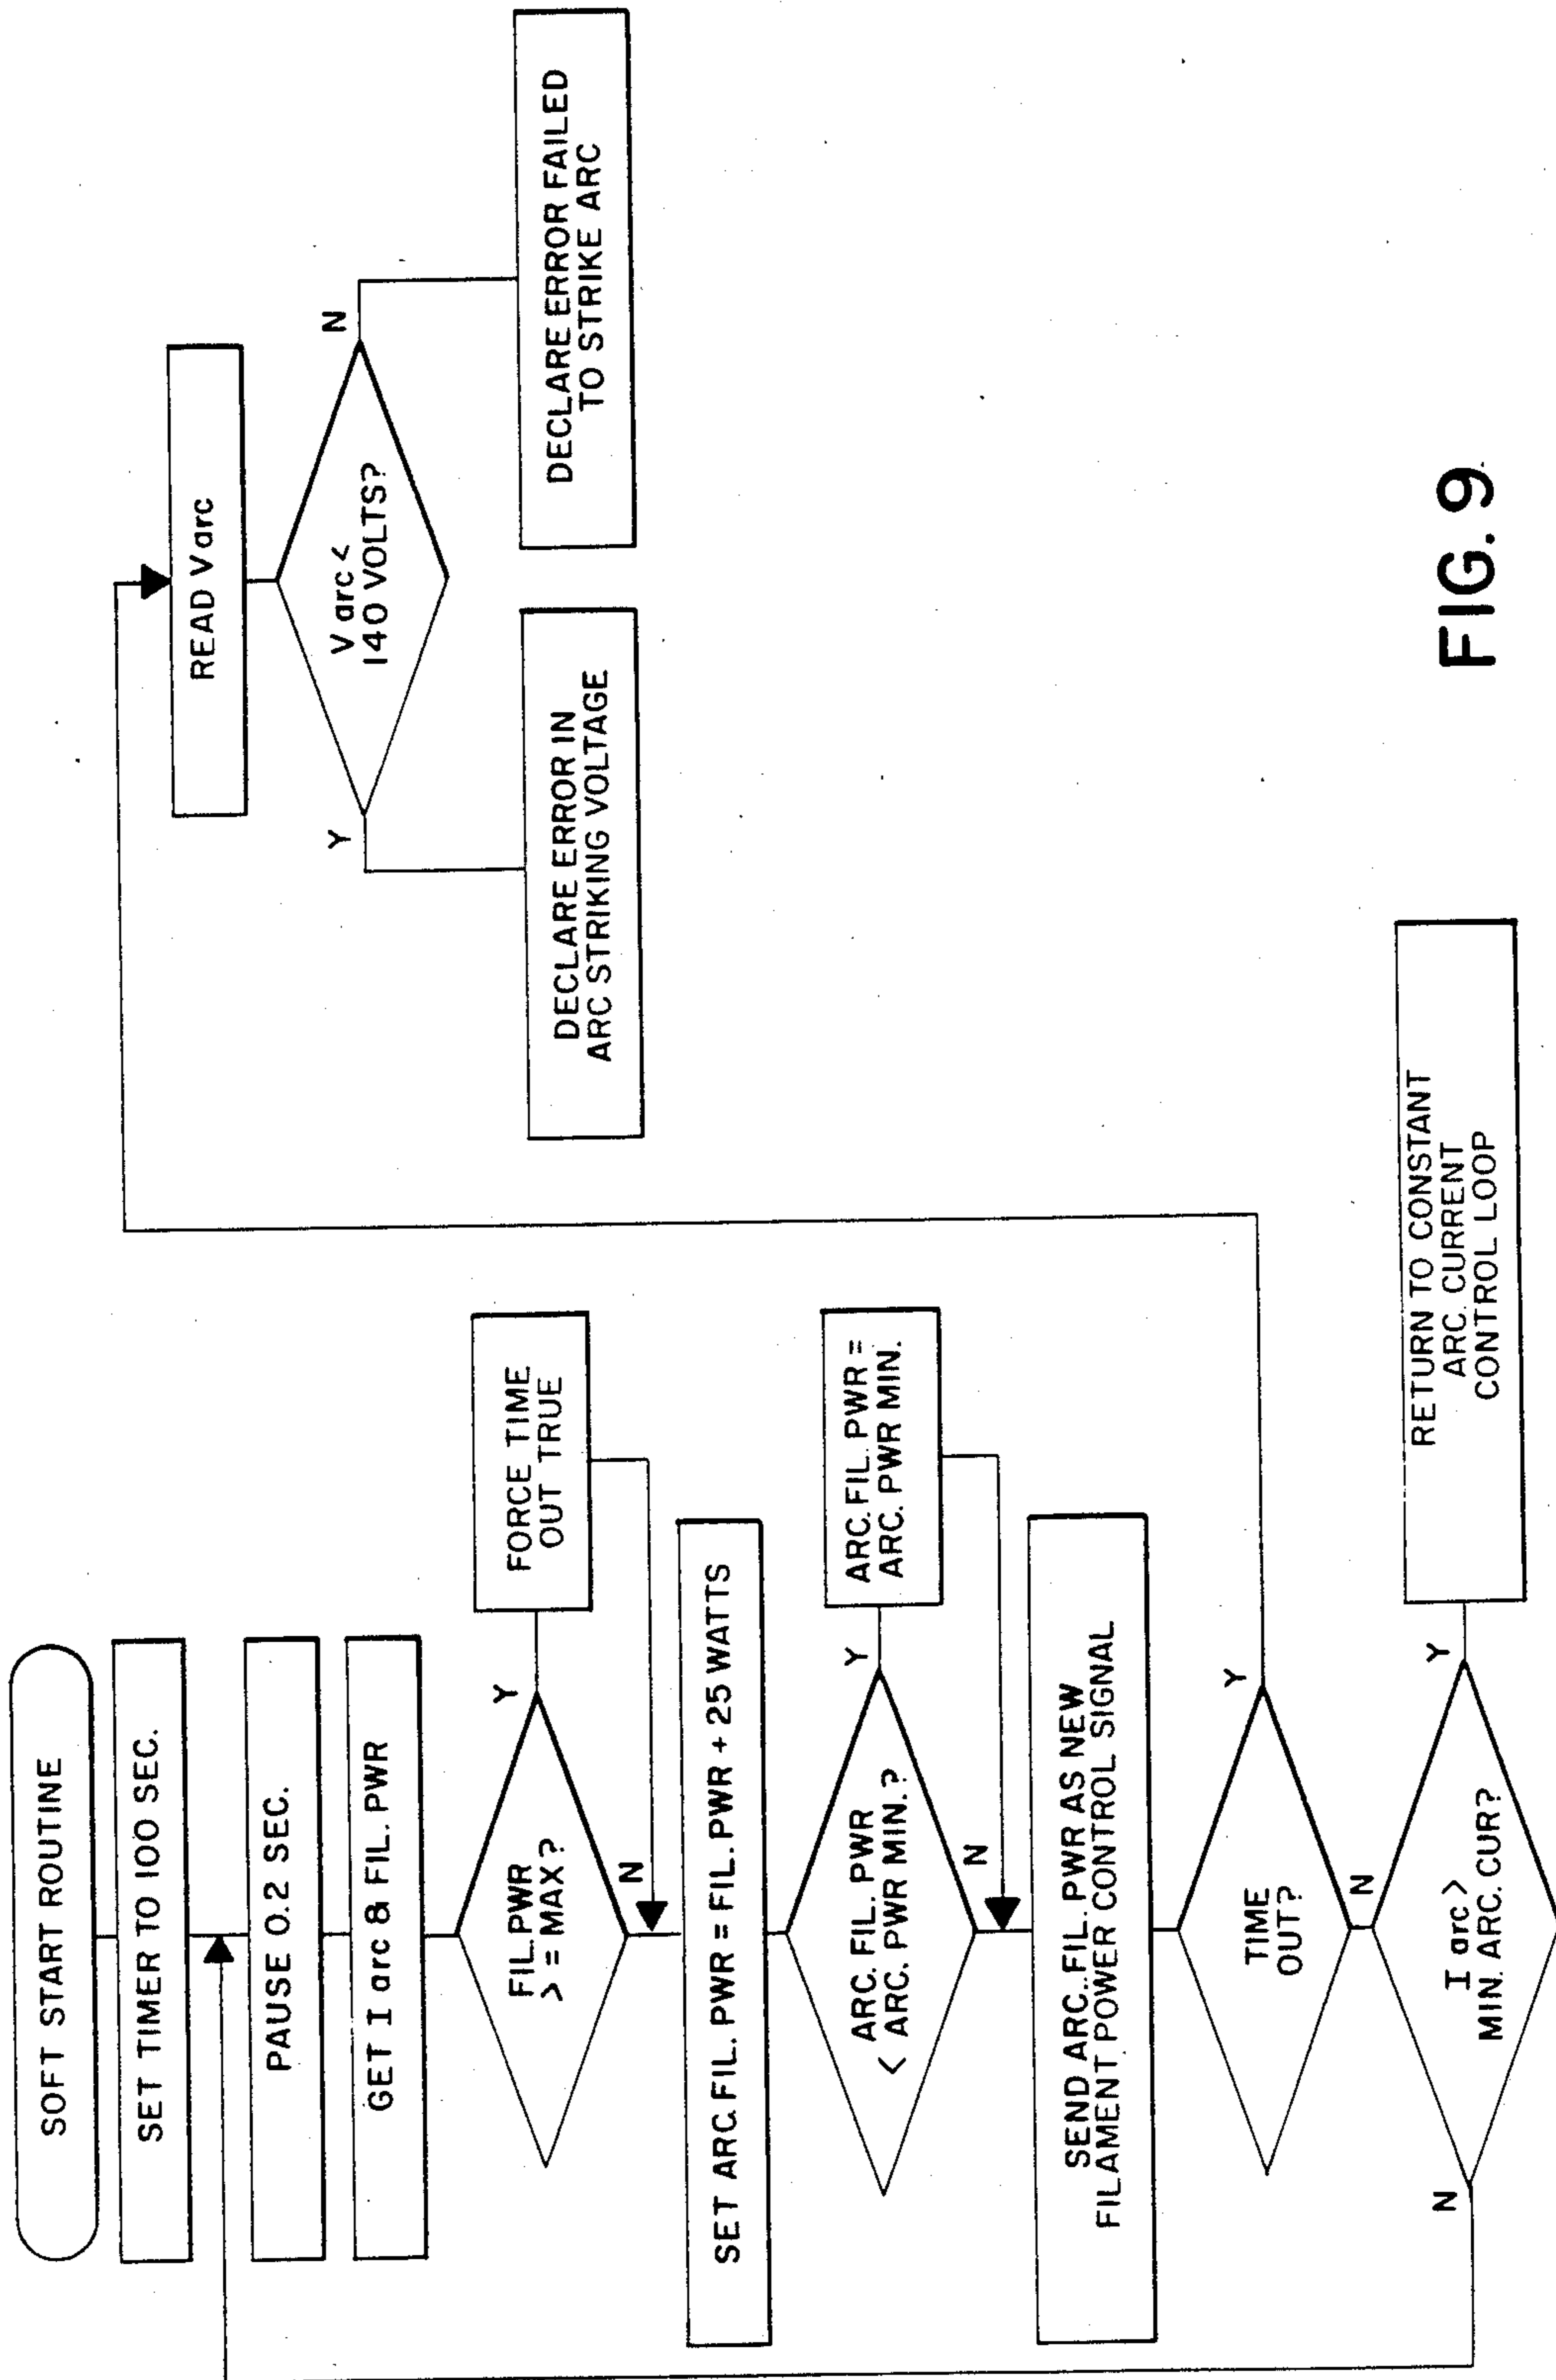 SOFT START ROUTINE
SET TIMER TO 100 SEC.
PAUSE 0.2 SEC.
GET I arc & FIL. PWR
FIL.PWR
> = MAX?
Y
N
FORCE TIME
OUT TRUE
SET ARC. FIL. PWR = FIL. PWR + 25 WATTS
ARC. FIL. PWR
< ARC. PWR MIN.?
Y
N
ARC. FIL. PWR =
ARC. PWR MIN.
SEND ARC. FIL. PWR AS NEW
FILAMENT POWER CONTROL SIGNAL
TIME
OUT?
Y
N
I arc >
MIN. ARC. CUR?
Y
N
RETURN TO CONSTANT
ARC. CURRENT
CONTROL LOOP
READ V arc
V arc <
140 VOLTS?
Y
N
DECLARE ERROR IN
ARC STRIKING VOLTAGE
DECLARE ERROR FAILED
TO STRIKE ARC
FIG. 9